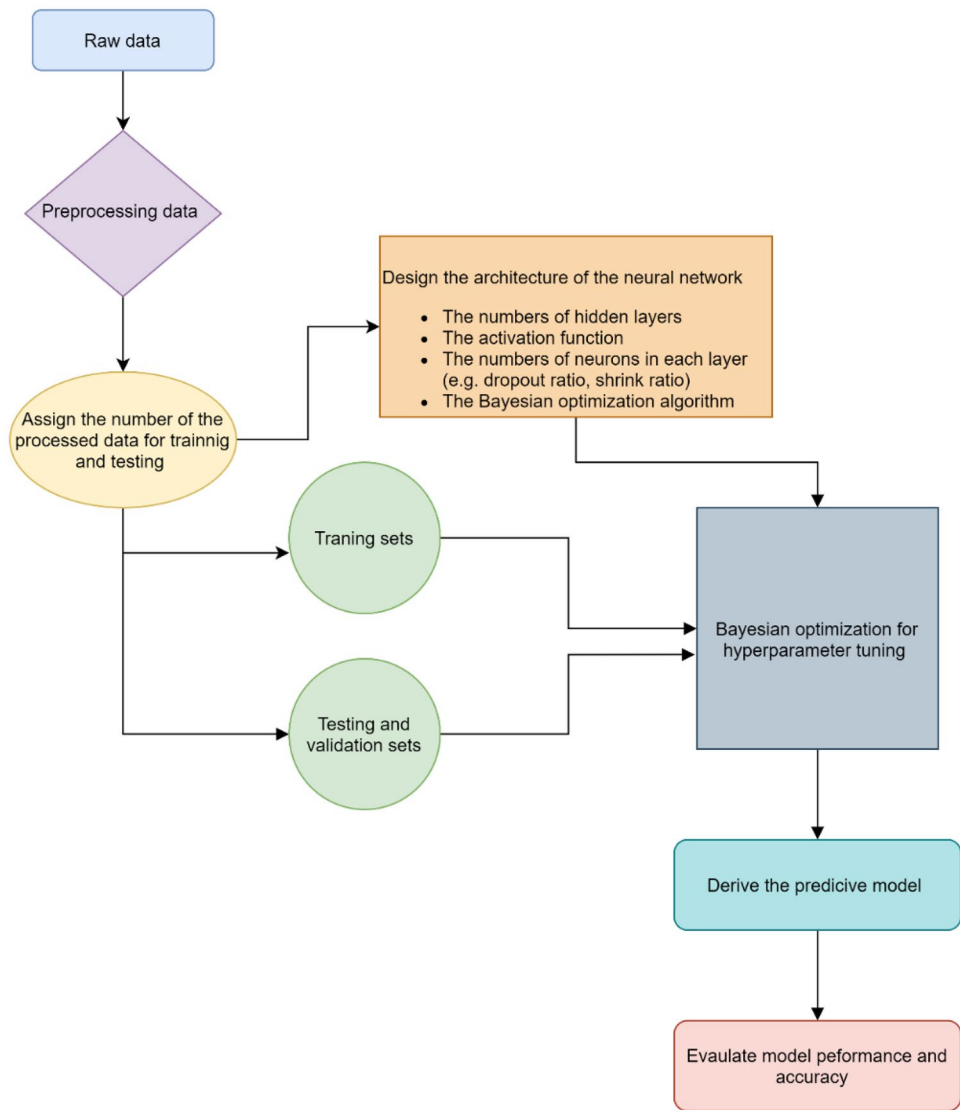 Raw data
Preprocessing data
Assign the number of the
processed data for trainnig
and testing
Design the architecture of the neural network
• The numbers of hidden layers
• The activation function
• The numbers of neurons in each layer
(e.g. dropout ratio, shrink ratio)
• The Bayesian optimization algorithm
Traning sets
Testing and
validation sets
Bayesian optimization for
hyperparameter tuning
Derive the predicive model
Evaulate model peformance and
accuracy